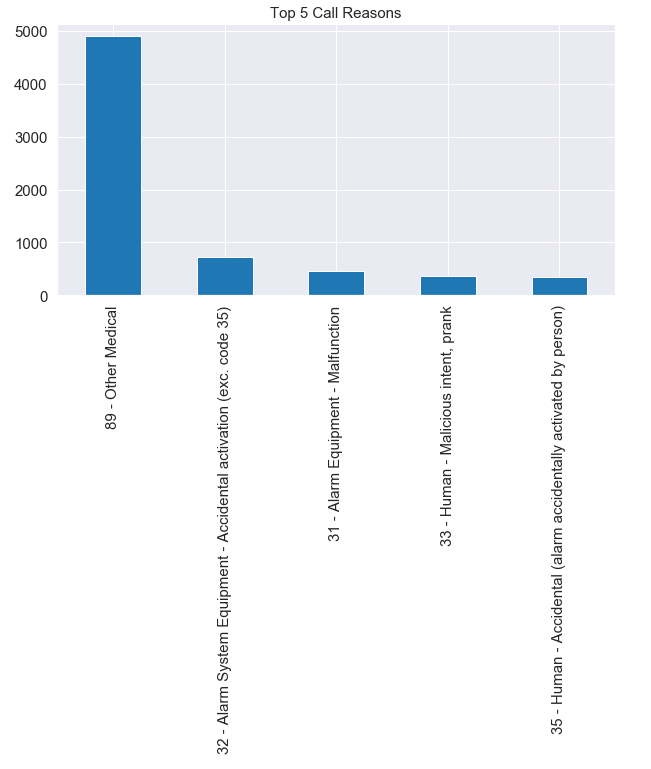 Top 5 Call Reasons
5000
4000
3000
2000
1000
0
89 - Other Medical
32 - Alarm System Equipment - Accidental activation (exc. code 35)
31 - Alarm Equipment - Malfunction
33 - Human - Malicious intent, prank
35 - Human - Accidental (alarm accidentally activated by person)